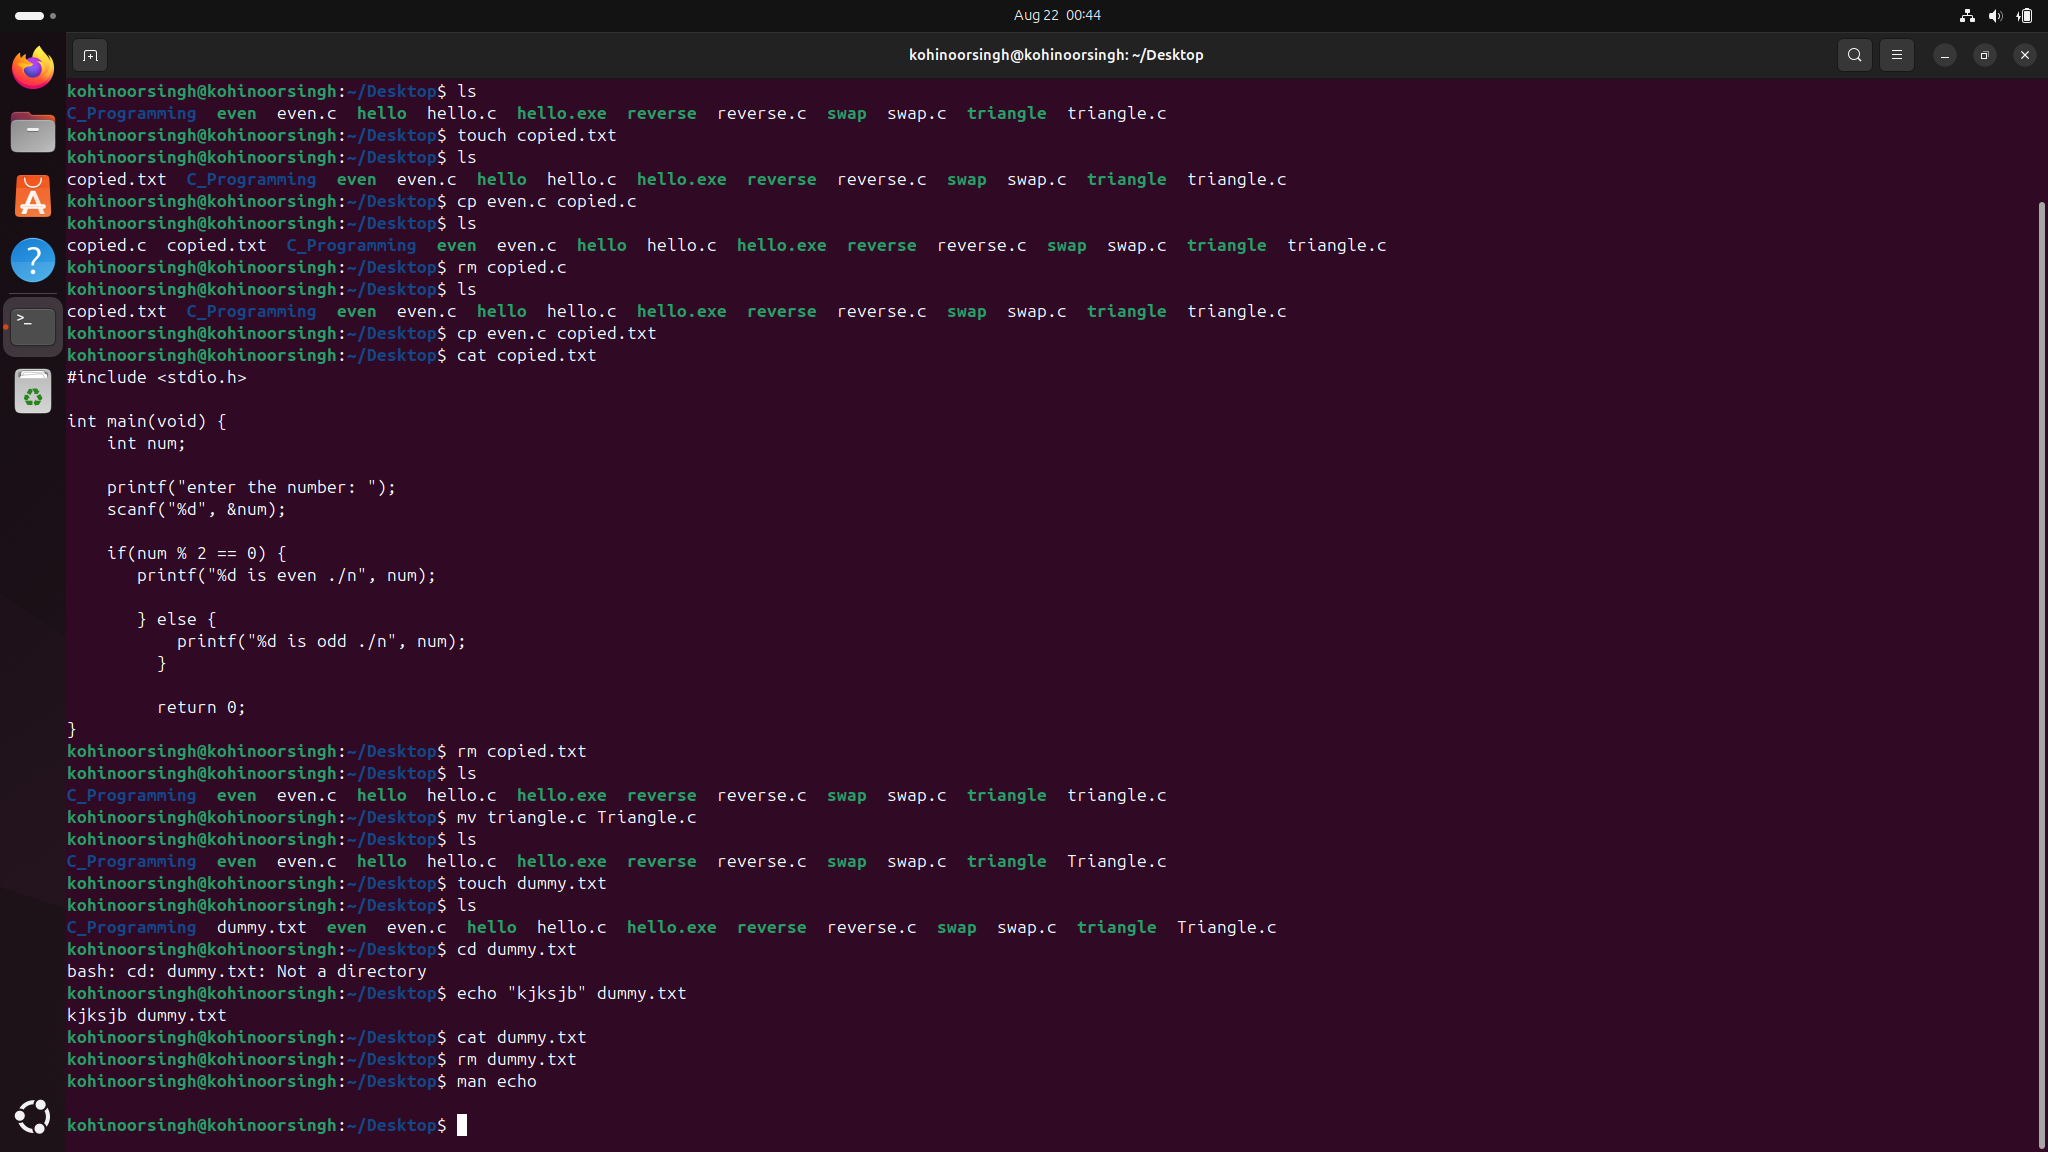 Aug 22 00:44
kohinoorsingh@kohinoorsingh: ~/Desktop
kohinoorsingh@kohinoorsingh:~/Desktop$ ls
C_Programming  even  even.c  hello  hello.c  hello.exe  reverse  reverse.c  swap  swap.c  triangle  triangle.c
kohinoorsingh@kohinoorsingh:~/Desktop$ touch copied.txt
kohinoorsingh@kohinoorsingh:~/Desktop$ ls
copied.txt  C_Programming  even  even.c  hello  hello.c  hello.exe  reverse  reverse.c  swap  swap.c  triangle  triangle.c
kohinoorsingh@kohinoorsingh:~/Desktop$ cp even.c copied.c
kohinoorsingh@kohinoorsingh:~/Desktop$ ls
copied.c  copied.txt  C_Programming  even  even.c  hello  hello.c  hello.exe  reverse  reverse.c  swap  swap.c  triangle  triangle.c
kohinoorsingh@kohinoorsingh:~/Desktop$ rm copied.c
kohinoorsingh@kohinoorsingh:~/Desktop$ ls
copied.txt  C_Programming  even  even.c  hello  hello.c  hello.exe  reverse  reverse.c  swap  swap.c  triangle  triangle.c
kohinoorsingh@kohinoorsingh:~/Desktop$ cp even.c copied.txt
kohinoorsingh@kohinoorsingh:~/Desktop$ cat copied.txt
#include <stdio.h>

int main(void) {
    int num;

    printf("enter the number: ");
    scanf("%d", &num);

    if(num % 2 == 0) {
       printf("%d is even ./n", num);

       } else {
           printf("%d is odd ./n", num);
         }

         return 0;
}
kohinoorsingh@kohinoorsingh:~/Desktop$ rm copied.txt
kohinoorsingh@kohinoorsingh:~/Desktop$ ls
C_Programming  even  even.c  hello  hello.c  hello.exe  reverse  reverse.c  swap  swap.c  triangle  triangle.c
kohinoorsingh@kohinoorsingh:~/Desktop$ mv triangle.c Triangle.c
kohinoorsingh@kohinoorsingh:~/Desktop$ ls
C_Programming  even  even.c  hello  hello.c  hello.exe  reverse  reverse.c  swap  swap.c  triangle  Triangle.c
kohinoorsingh@kohinoorsingh:~/Desktop$ touch dummy.txt
kohinoorsingh@kohinoorsingh:~/Desktop$ ls
C_Programming  dummy.txt  even  even.c  hello  hello.c  hello.exe  reverse  reverse.c  swap  swap.c  triangle  Triangle.c
kohinoorsingh@kohinoorsingh:~/Desktop$ cd dummy.txt
bash: cd: dummy.txt: Not a directory
kohinoorsingh@kohinoorsingh:~/Desktop$ echo "kjksjb" dummy.txt
kjksjb dummy.txt
kohinoorsingh@kohinoorsingh:~/Desktop$ cat dummy.txt
kohinoorsingh@kohinoorsingh:~/Desktop$ rm dummy.txt
kohinoorsingh@kohinoorsingh:~/Desktop$ man echo

kohinoorsingh@kohinoorsingh:~/Desktop$